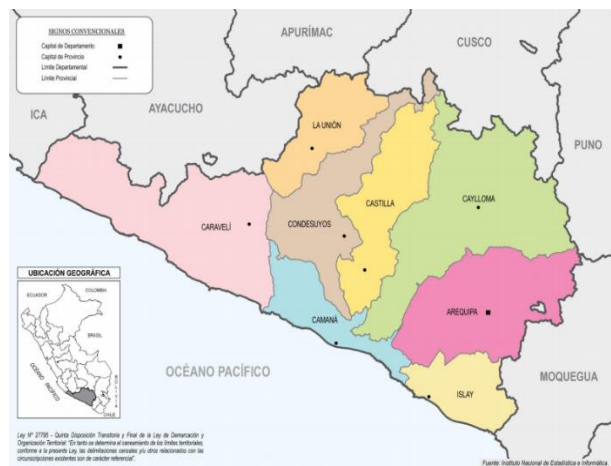 SIGNOS CONVENCIONALES
Capital de Departamento
Capital de Provincia
Límite Departamental
Límite Provincial
APURÍMAC
CUSCO
ICA
AYACUCHO
PUNO
LA UNIÓN
CASTILLA
CAYLLOMA
CARAVELÍ
CONDESUYOS
UBICACIÓN GEOGRÁFICA
ECUADOR
COLOMBIA
BRASIL
OCÉANO PACÍFICO
BOLIVIA
CHILE
CAMANÁ
AREQUIPA
OCÉANO PACÍFICO
MOQUEGUA
ISLAY
Ley Nº 27795 - Quinta Disposición Transitoria y Final de la Ley de Demarcación y
Organización Territorial: "En tanto se determina el saneamiento de los límites territoriales,
conforme a la presente Ley, las delimitaciones censales y/u otros relacionados con las
circunscripciones existentes son de carácter referencial".
Fuente: Instituto Nacional de Estadística e Informática.